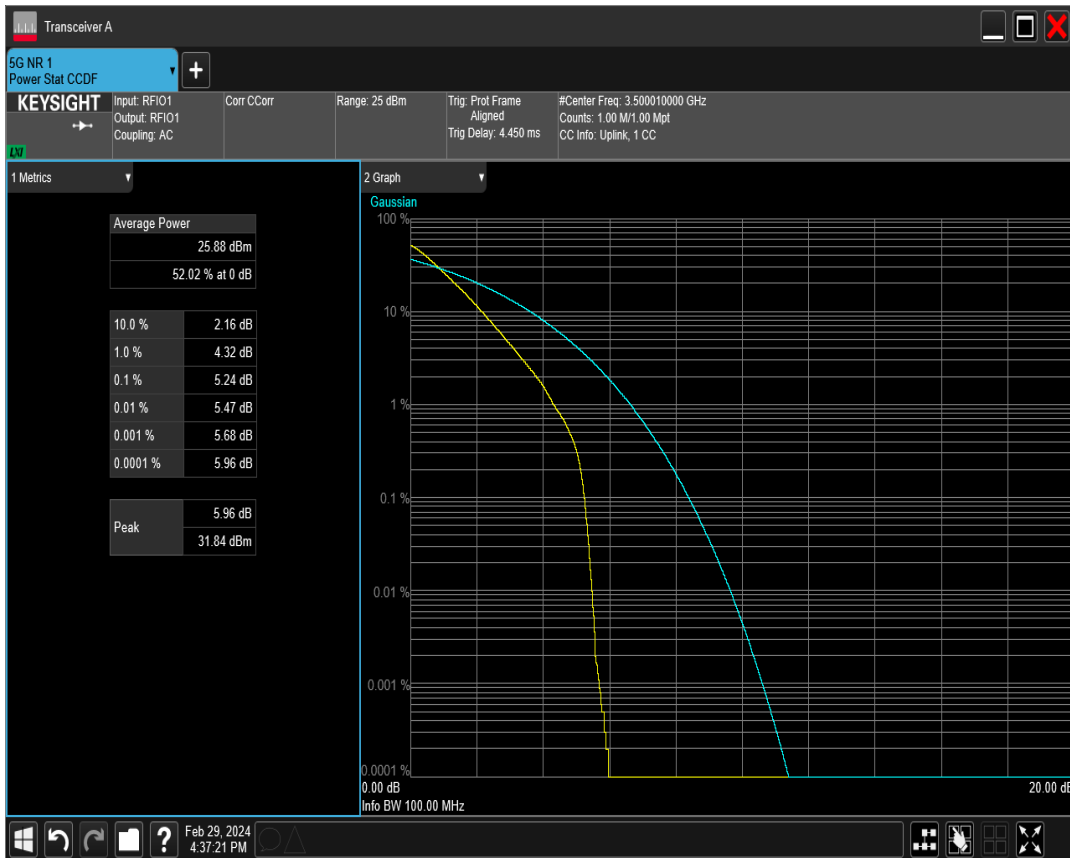 Transceiver A
5G NR 1
Power Stat CCDF
+
KEYSIGHT
LXI
Input: RFIO1
Output: RFIO1
Coupling: AC
Corr CCorr
Range: 25 dBm
Trig: Prot Frame
Aligned
Trig Delay: 4.450 ms
#Center Freq: 3.500010000 GHz
Counts: 1.00 M/1.00 Mpt
CC Info: Uplink, 1 CC
1 Metrics
Average Power
25.88 dBm
52.02 % at 0 dB
10.0 % 2.16 dB
1.0 % 4.32 dB
0.1 % 5.24 dB
0.01 % 5.47 dB
0.001 % 5.68 dB
0.0001 % 5.96 dB
Peak 5.96 dB
31.84 dBm
2 Graph
Gaussian
100 %
10 %
1 %
0.1 %
0.01 %
0.001 %
0.0001 %
0.00 dB 20.00 dB
Info BW 100.00 MHz
?
Feb 29, 2024
4:37:21 PM